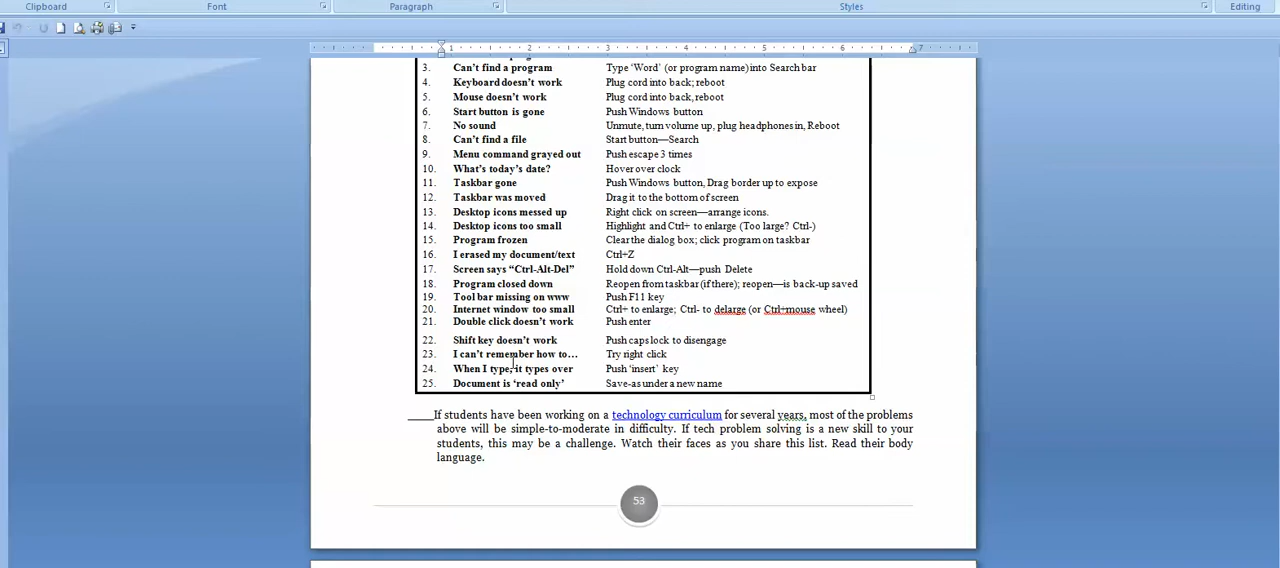 Clipboard Font Paragraph Styles Editing
1 2 3 4 5 6 7
3. Can't find a program Type 'Word' (or program name) into Search bar
4. Keyboard doesn't work Plug cord into back; reboot
5. Mouse doesn't work Plug cord into back, reboot
6. Start button is gone Push Windows button
7. No sound Unmute, turn volume up, plug headphones in, Reboot
8. Can't find a file Start button—Search
9. Menu command grayed out Push escape 3 times
10. What's today's date? Hover over clock
11. Taskbar gone Push Windows button, Drag border up to expose
12. Taskbar was moved Drag it to the bottom of screen
13. Desktop icons messed up Right click on screen—arrange icons.
14. Desktop icons too small Highlight and Ctrl+ to enlarge (Too large? Ctrl-)
15. Program frozen Clear the dialog box; click program on taskbar
16. I erased my document/text Ctrl+Z
17. Screen says “Ctrl-Alt-Del” Hold down Ctrl-Alt—push Delete
18. Program closed down Reopen from taskbar (if there); reopen—is back-up saved
19. Tool bar missing on www Push F11 key
20. Internet window too small Ctrl+ to enlarge; Ctrl- to delarge (or Ctrl+mouse wheel)
21. Double click doesn't work Push enter
22. Shift key doesn't work Push caps lock to disengage
23. I can't remember how to… Try right click
24. When I type, it types over Push 'insert' key
25. Document is 'read only' Save-as under a new name
____If students have been working on a technology curriculum for several years, most of the problems
above will be simple-to-moderate in difficulty. If tech problem solving is a new skill to your
students, this may be a challenge. Watch their faces as you share this list. Read their body
language.
53